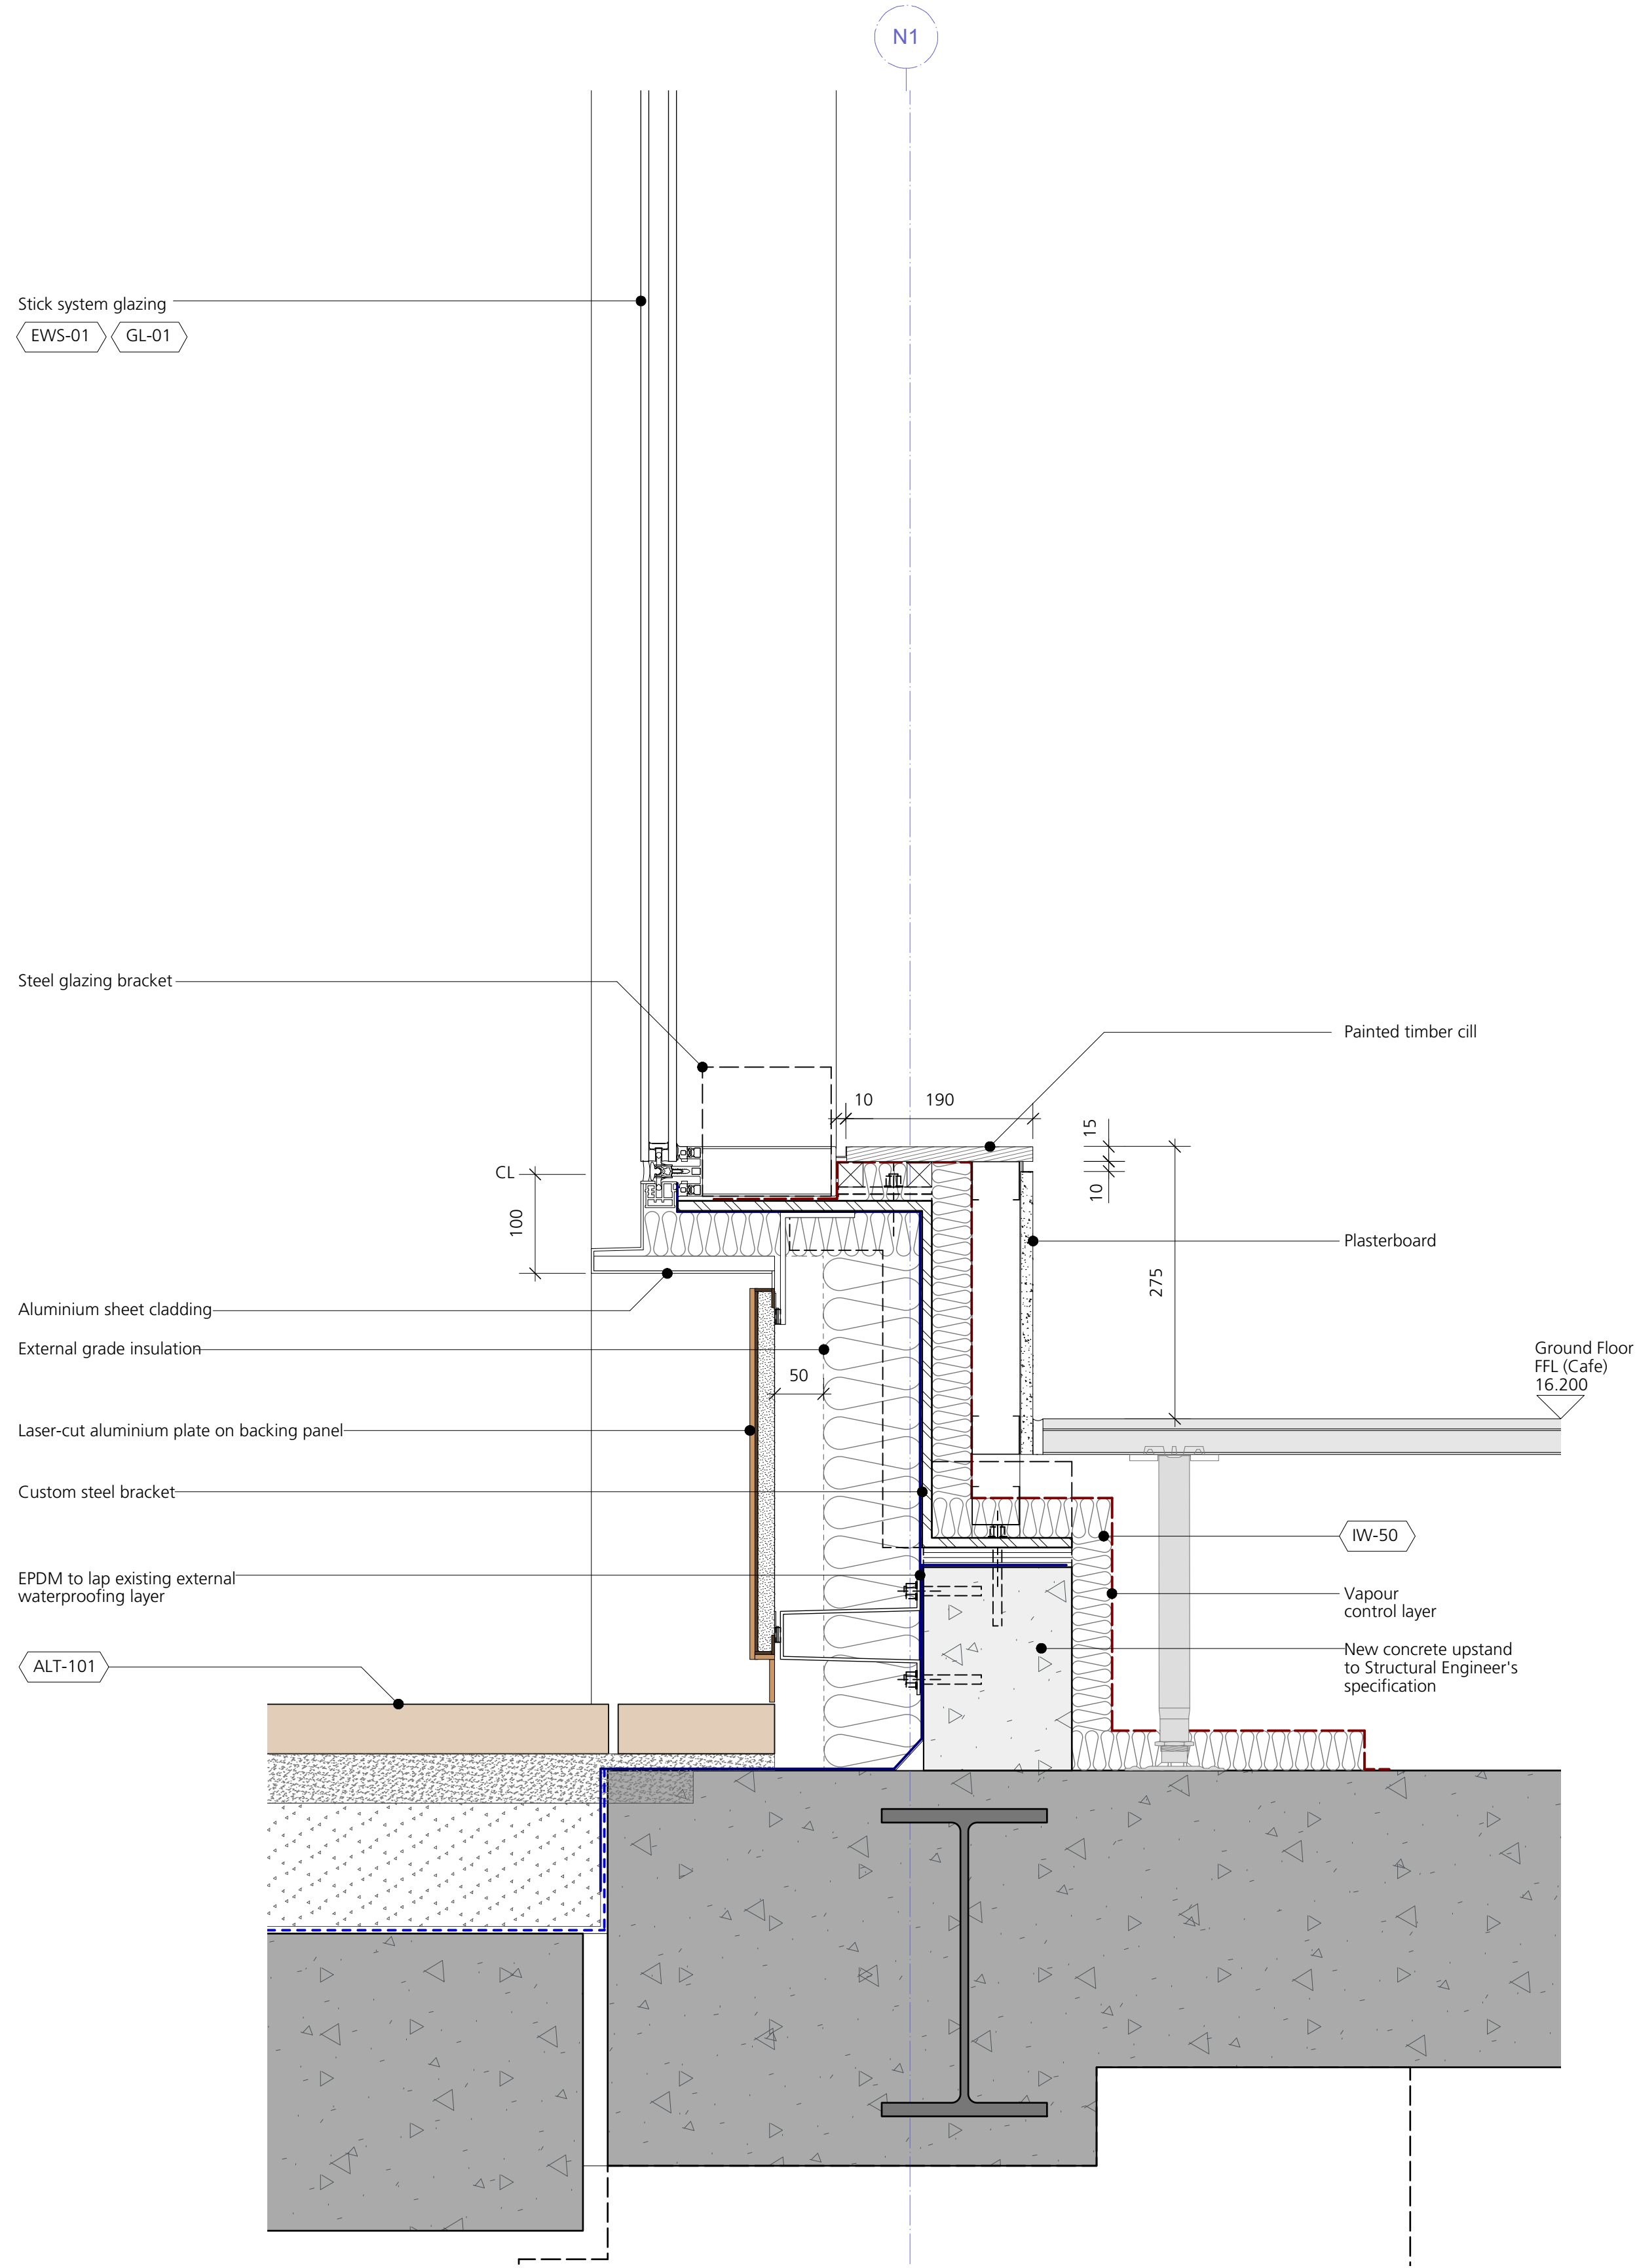 N1
Stick system glazing
EWS-01 GL-01
Steel glazing bracket
Painted timber cill
10 190
15
10
CL
100
275
Plasterboard
Aluminium sheet cladding
External grade insulation
50
Ground Floor
FFL (Cafe)
16.200
Laser-cut aluminium plate on backing panel
Custom steel bracket
IW-50
EPDM to lap existing external
waterproofing layer
Vapour
control layer
New concrete upstand
to Structural Engineer's
specification
ALT-101